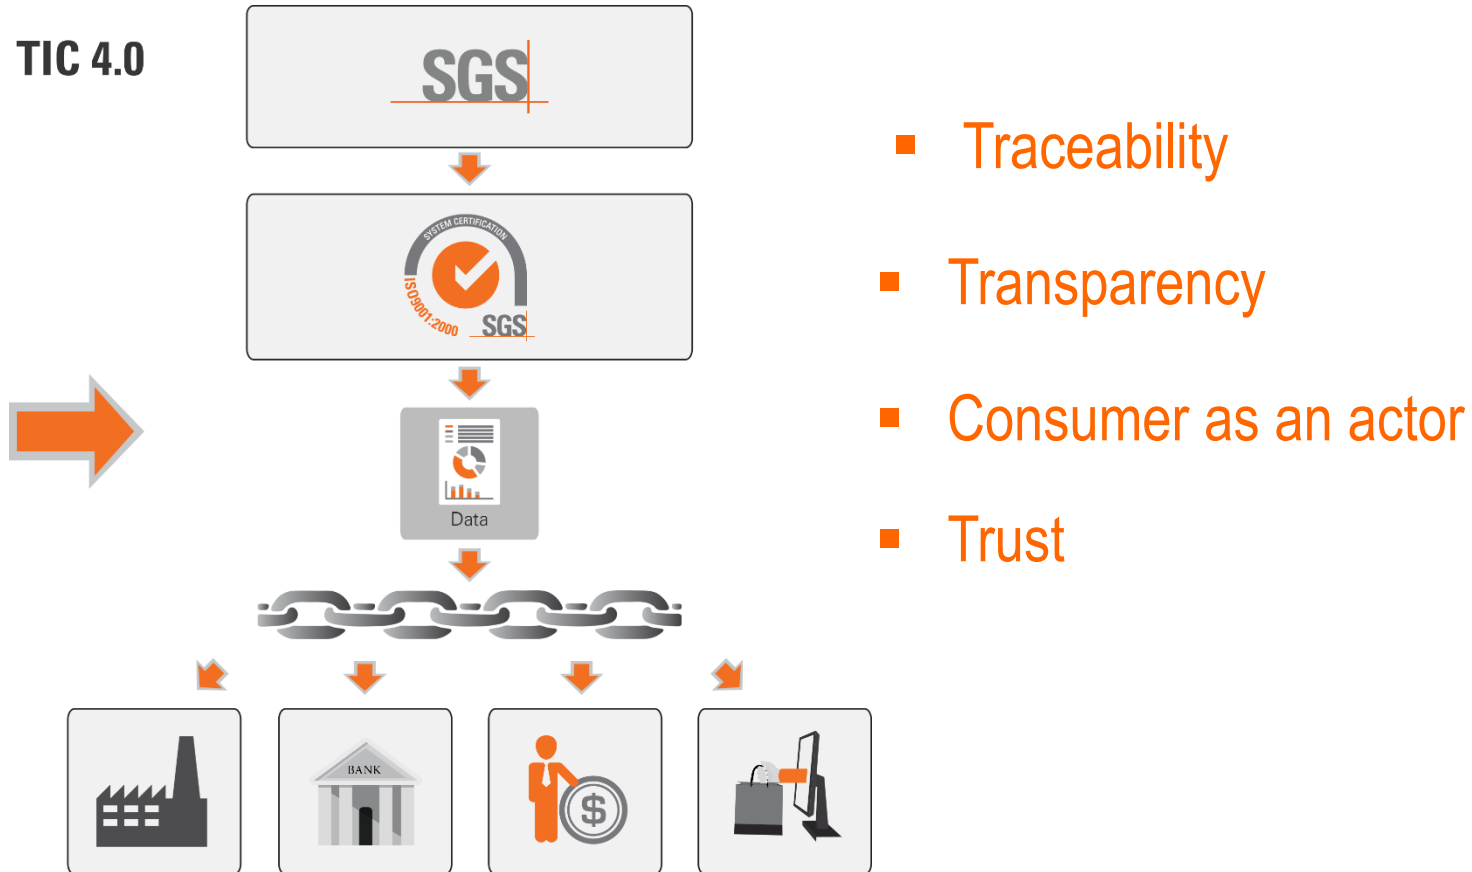 TIC 4.0
SGS
SYSTEM CERTIFICATION
ISO9001:2000
SGS
Data
BANK
$
Traceability
Transparency
Consumer as an actor
Trust